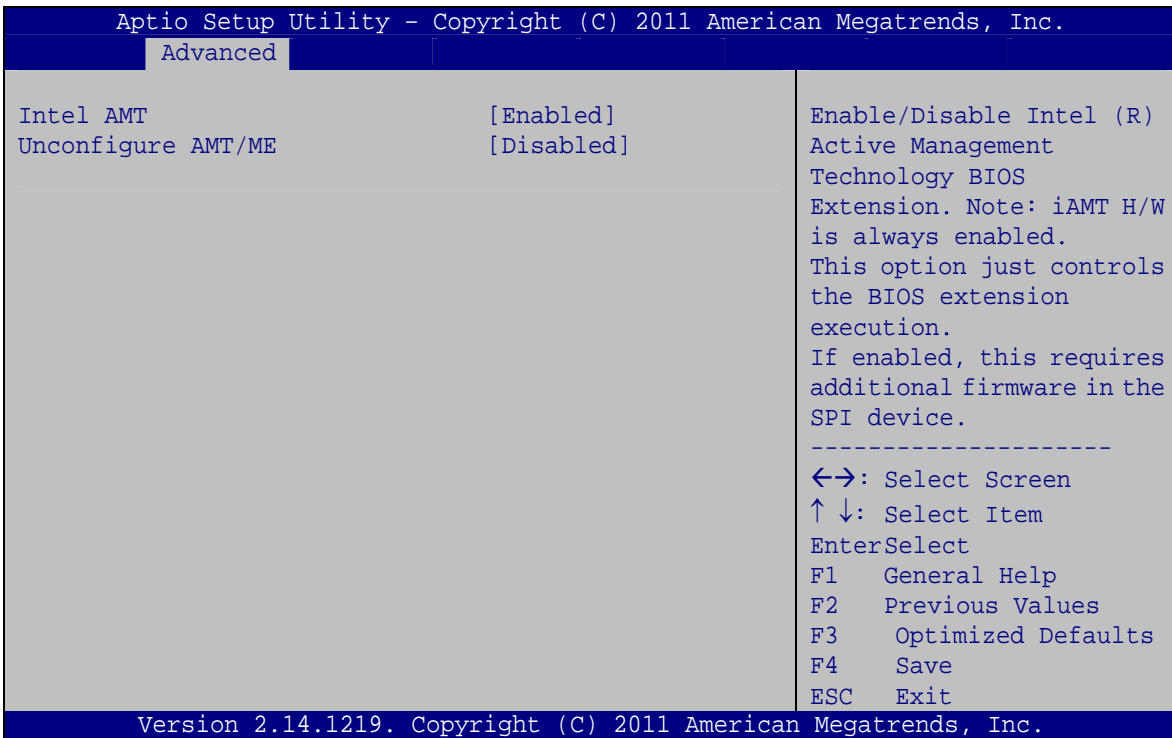 Aptio Setup Utility – Copyright (C) 2011 American Megatrends, Inc.
Advanced
Intel AMT [Enabled]
Unconfigure AMT/ME [Disabled]
Enable/Disable Intel (R)
Active Management
Technology BIOS
Extension. Note: iAMT H/W
is always enabled.
This option just controls
the BIOS extension
execution.
If enabled, this requires
additional firmware in the
SPI device.
---------------------
←→: Select Screen
↑ ↓: Select Item
EnterSelect
F1 General Help
F2 Previous Values
F3 Optimized Defaults
F4 Save
ESC Exit
Version 2.14.1219. Copyright (C) 2011 American Megatrends, Inc.